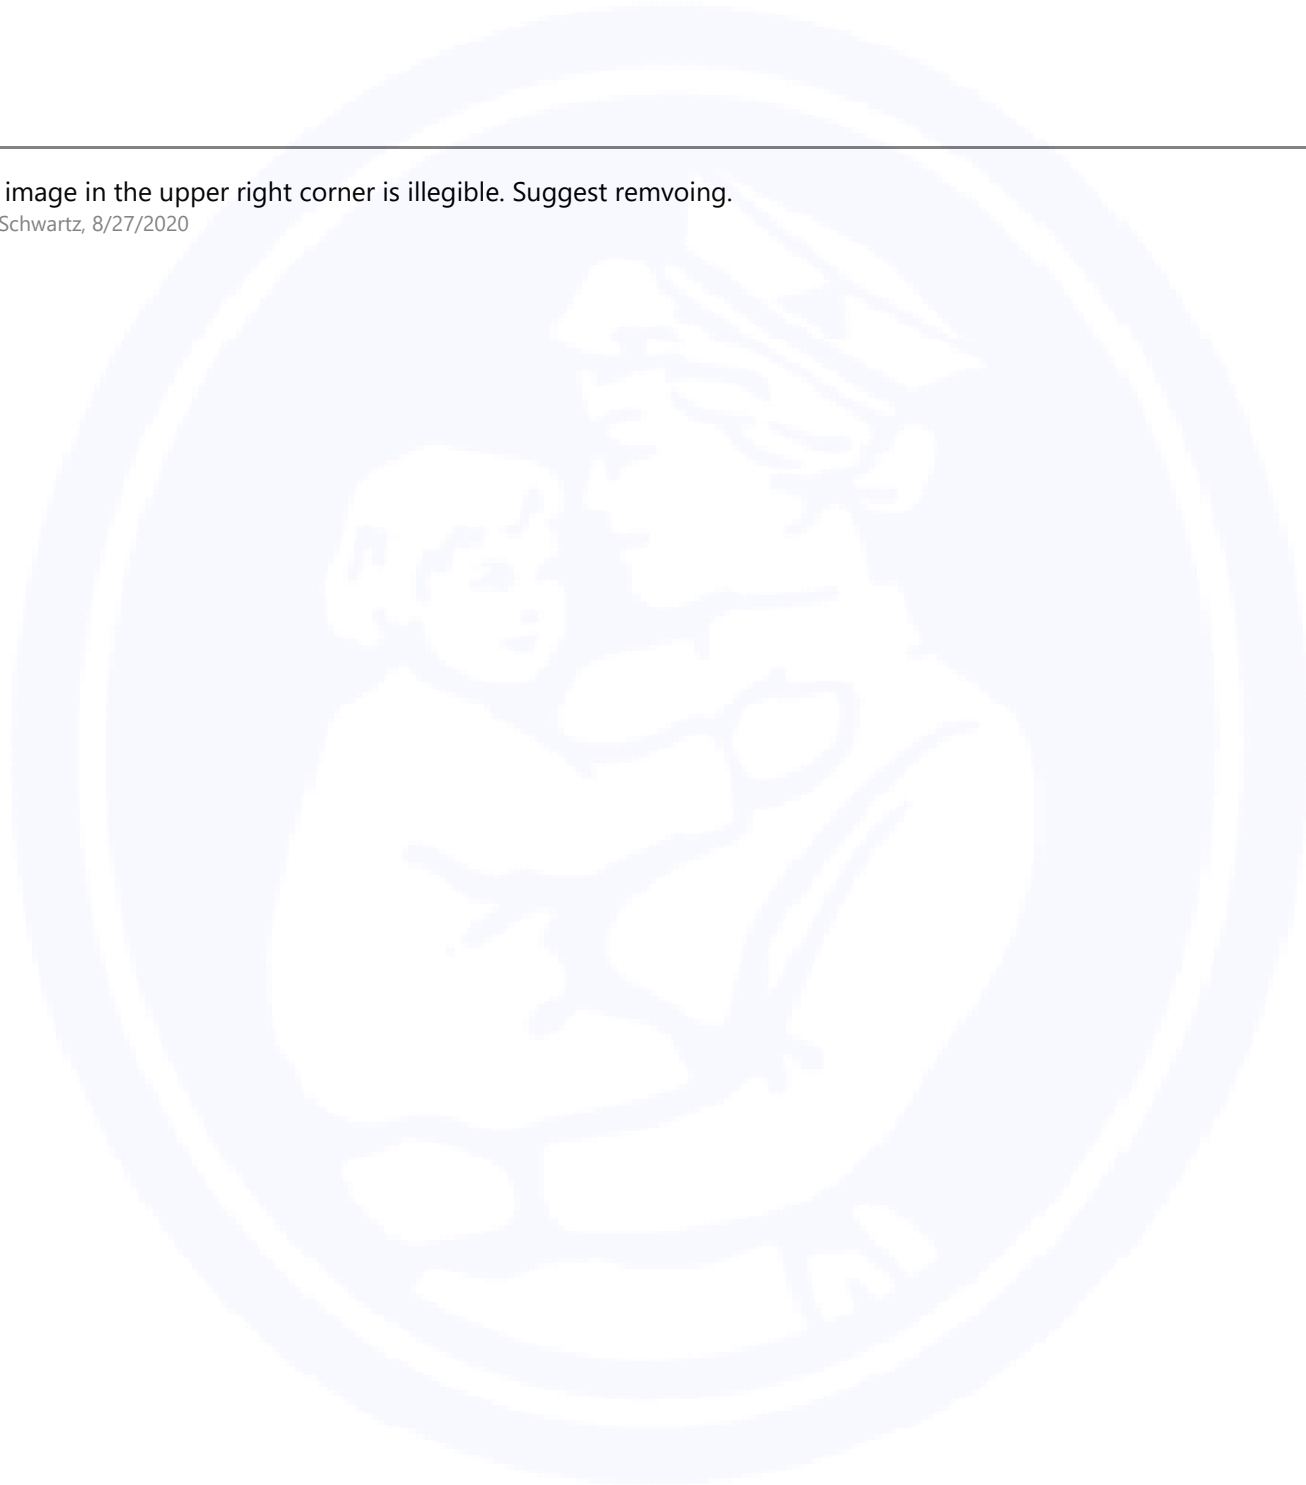 image in the upper right corner is illegible. Suggest remvoing.
Schwartz, 8/27/2020